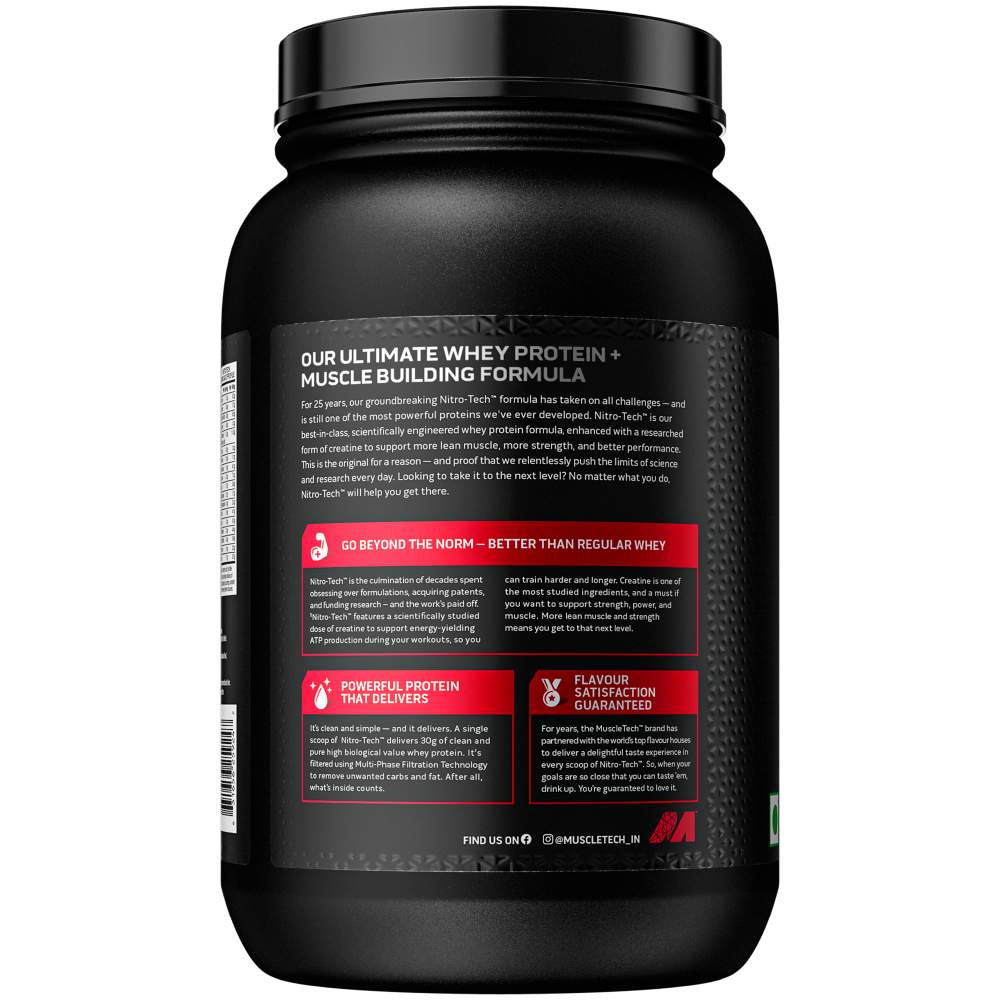 OUR ULTIMATE WHEY PROTEIN +
MUSCLE BUILDING FORMULA
For 25 years, our groundbreaking Nitro-Tech™ formula has taken on all challenges — and
is still one of the most powerful proteins we've ever developed. Nitro-Tech™ is our
best-in-class, scientifically engineered whey protein formula, enhanced with a researched
form of creatine to support more lean muscle, more strength, and better performance.
This is the original for a reason — and proof that we relentlessly push the limits of science
and research every day. Looking to take it to the next level? No matter what you do,
Nitro-Tech™ will help you get there.
GO BEYOND THE NORM — BETTER THAN REGULAR WHEY
Nitro-Tech™ is the culmination of decades spent
obsessing over formulations, acquiring patents,
and funding research — and the work's paid off.
Nitro-Tech™ features a scientifically studied
dose of creatine to support energy-yielding
ATP production during your workouts, so you
can train harder and longer. Creatine is one of
the most studied ingredients, and a must if
you want to support strength, power, and
muscle. More lean muscle and strength
means you get to that next level.
POWERFUL PROTEIN
THAT DELIVERS
It's clean and simple — and it delivers. A single
scoop of Nitro-Tech™ delivers 30g of clean and
pure high biological value whey protein. It's
filtered using Multi-Phase Filtration Technology
to remove unwanted carbs and fat. After all,
what's inside counts.
FLAVOUR
SATISFACTION
GUARANTEED
For years, the MuscleTech™ brand has
partnered with the world's top flavour houses
to deliver a delightful taste experience in
every scoop of Nitro-Tech™. So, when your
goals are so close that you can taste 'em,
drink up. You're guaranteed to love it.
FIND US ON @MUSCLETECH_IN